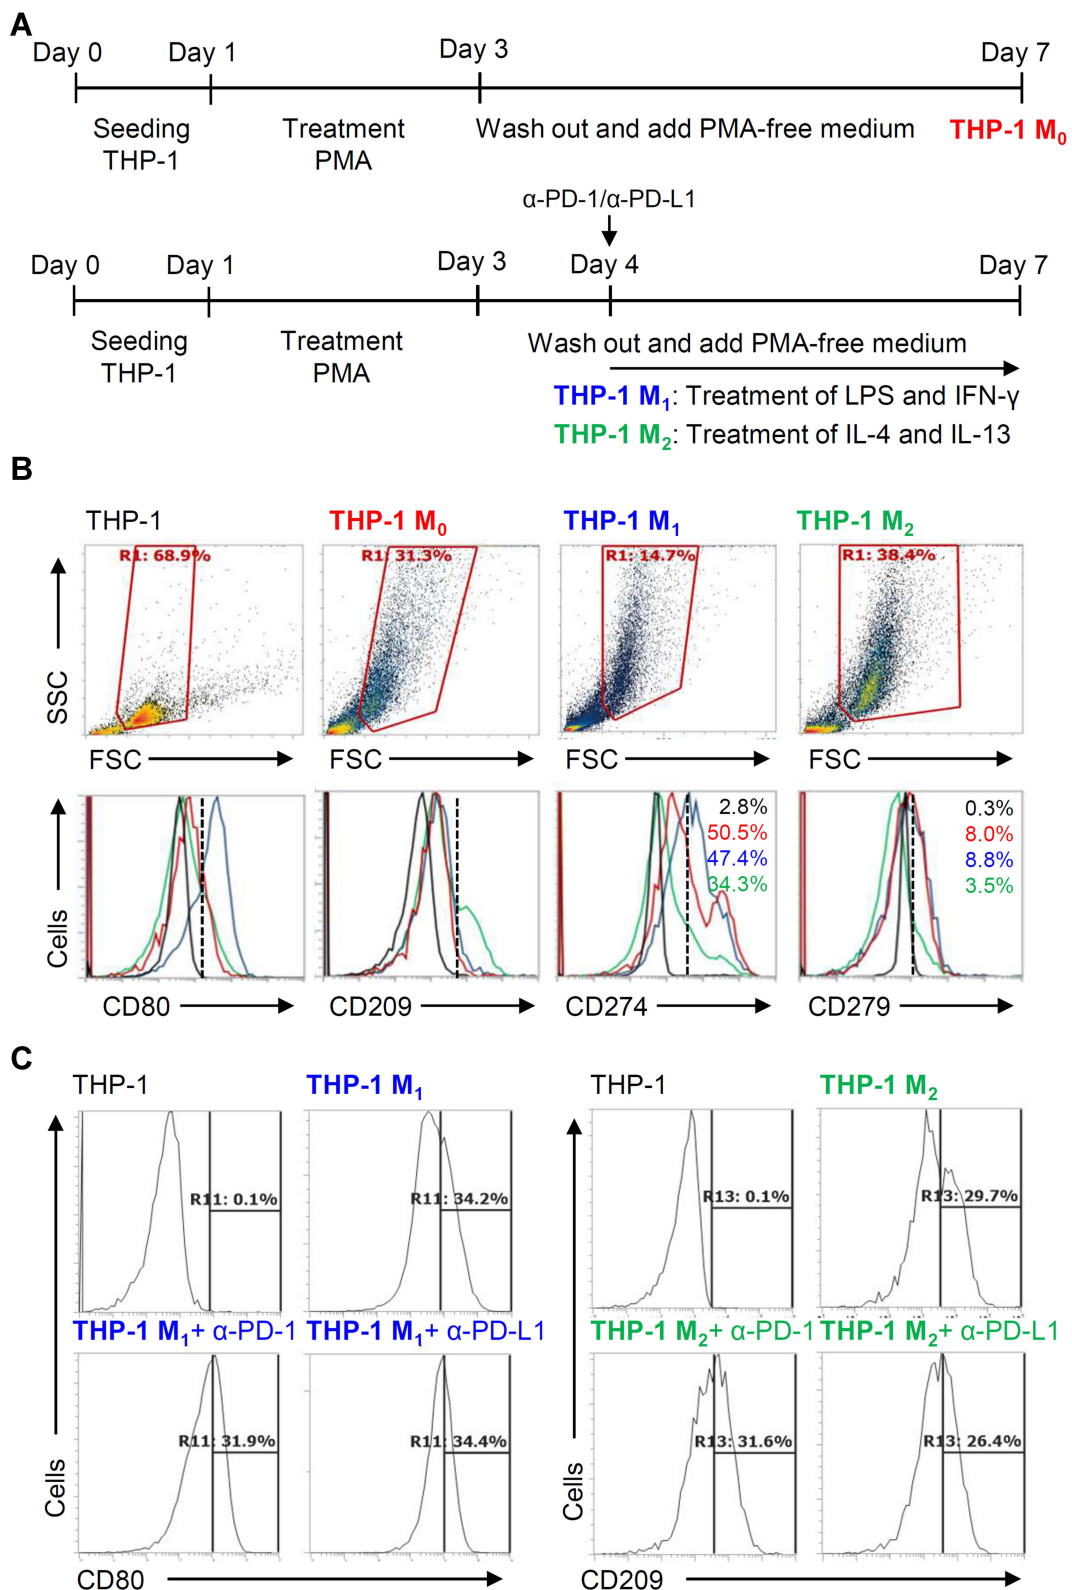 A
Day 0 Day 1 Day 3 Day 7
Seeding THP-1
Treatment PMA
Wash out and add PMA-free medium
THP-1 M0
α-PD-1/α-PD-L1
Day 0 Day 1 Day 3 Day 4 Day 7
Seeding THP-1
Treatment PMA
Wash out and add PMA-free medium
THP-1 M1: Treatment of LPS and IFN-γ
THP-1 M2: Treatment of IL-4 and IL-13
B
THP-1 THP-1 M0 THP-1 M1 THP-1 M2
R1: 68.9% R1: 31.3% R1: 14.7% R1: 38.4%
SSC
FSC FSC FSC FSC
2.8% 0.3%
50.5% 8.0%
47.4% 8.8%
34.3% 3.5%
Cells
CD80 CD209 CD274 CD279
C
THP-1 THP-1 M1 THP-1 THP-1 M2
R11: 0.1% R11: 34.2% R13: 0.1% R13: 29.7%
THP-1 M1+ α-PD-1 THP-1 M1+ α-PD-L1 THP-1 M2+ α-PD-1 THP-1 M2+ α-PD-L1
R11: 31.9% R11: 34.4% R13: 31.6% R13: 26.4%
Cells Cells
CD80 CD209